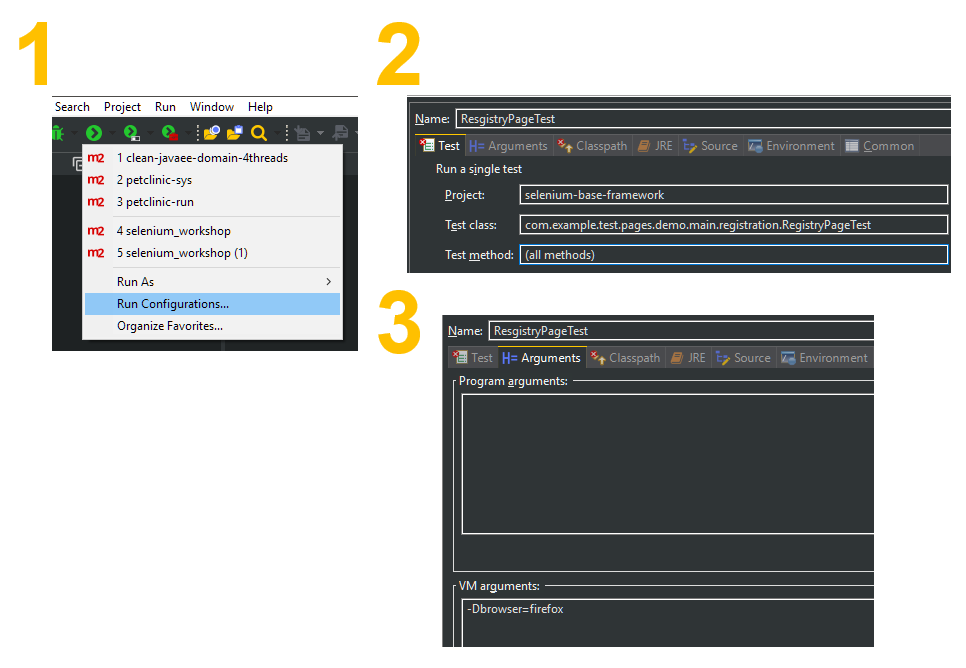 1
Search Project Run Window Help
m2 1 clean-javaee-domain-4threads
m2 2 petclinic-sys
m2 3 petclinic-run
m2 4 selenium_workshop
m2 5 selenium_workshop (1)
Run As
Run Configurations...
Organize Favorites...
2
Name: ResgistryPageTest
Test H= Arguments Classpath JRE Source Environment Common
Run a single test
Project: selenium-base-framework
Test class: com.example.test.pages.demo.main.registration.RegistryPageTest
Test method: (all methods)
3
Name: ResgistryPageTest
Test H= Arguments Classpath JRE Source Environment
Program arguments:
VM arguments:
-Dbrowser=firefox